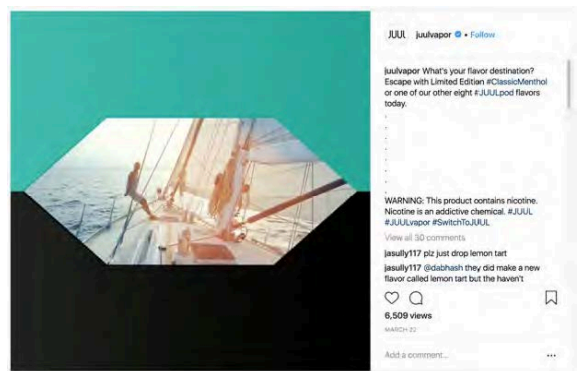 JUUL juulvapor • Follow
juulvapor What's your flavor destination?
Escape with Limited Edition #ClassicMenthol
or one of our other eight #JUULpod flavors
today.
.
.
.
.
.
.
.
WARNING: This product contains nicotine.
Nicotine is an addictive chemical. #JUUL
#JUULvapor #SwitchToJUUL
View all 30 comments
jasully117 plz just drop lemon tart
jasully117 @dabhash they did make a new
flavor called lemon tart but the haven't
6,509 views
MARCH 22
Add a comment...